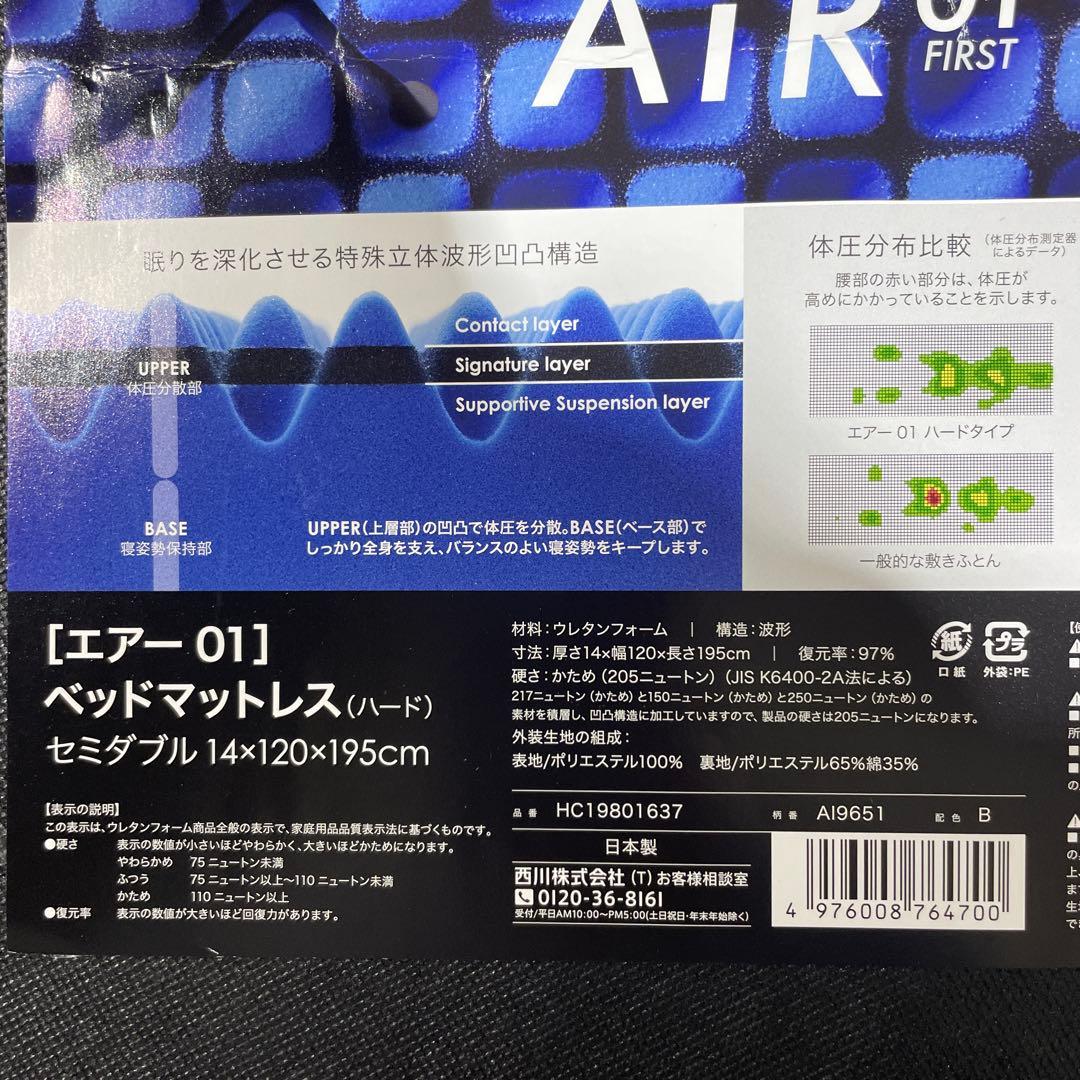 AiR 01
FIRST
眠りを深化させる特殊立体波形凹凸構造
Contact layer
Signature layer
Supportive Suspension layer
UPPER
体圧分散部
BASE
寝姿勢保持部
UPPER(上層部)の凹凸で体圧を分散。BASE(ベース部)で
しっかり全身を支え、バランスのよい寝姿勢をキープします。
体圧分布比較(体圧分布測定器
によるデータ)
腰部の赤い部分は、体圧が
高めにかかっていることを示します。
エアー 01 ハードタイプ
一般的な敷きふとん
[エアー 01]
ベッドマットレス(ハード)
セミダブル 14×120×195cm
【表示の説明】
この表示は、ウレタンフォーム商品全般の表示で、家庭用品品質表示法に基づくものです。
●硬さ 表示の数値が小さいほどやわらかく、大きいほどかためになります。
やわらかめ 75ニュートン未満
ふつう 75ニュートン以上〜110ニュートン未満
かため 110ニュートン以上
●復元率 表示の数値が大きいほど回復力があります。
材料:ウレタンフォーム | 構造:波形
寸法:厚さ14×幅120×長さ195cm | 復元率:97%
硬さ:かため(205ニュートン)(JIS K6400-2A法による)
217ニュートン(かため)と150ニュートン(かため)と250ニュートン(かため)の
素材を積層し、凹凸構造に加工していますので、製品の硬さは205ニュートンになります。
外装生地の組成:
表地/ポリエステル100% 裏地/ポリエステル65%綿35%
紙
口紙
プラ
外袋:PE
品番 HC19801637 柄番 AI9651 配色 B
日本製
西川株式会社(T)お客様相談室
0120-36-8161
受付/平日AM10:00〜PM5:00(土日祝日・年末年始除く)
4 976008 764700